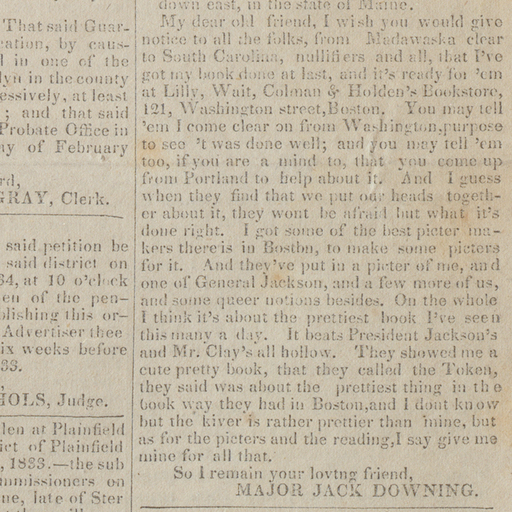 That said Guar-
cation, by caus-
in one of the
lyn in the county
essively, at least
; and that said
Probate Office in
ay of February
rd,
GRAY, Clerk.
said petition be
said district on
34, at 10 o'clock
en of the pen-
blishing this or-
Advertiser thee
ix weeks before
33.
HOLS, Judge.
len at Plainfield
ict of Plainfield
, 1833.—the sub
mmissioners on
ne, late of Ster
down east, in the state of Maine.
My dear old friend, I wish you would give
notice to all the folks, from Madawaska clear
to South Carolina, nullifiers and all, that I've
got my book done at last, and it's ready for 'em
at Lilly, Wait, Colman & Holden's Bookstore,
121, Washington street, Boston. You may tell
'em I come clear on from Washington, purpose
to see 't was done well; and you may tell 'em
too, if you are a mind to, that you come up
from Portland to help about it. And I guess
when they find that we put our heads togeth-
er about it, they wont be afraid but what it's
done right. I got some of the best picter ma-
kers there is in Boston, to make some picters
for it. And they've put in a picter of me, and
one of General Jackson, and a few more of us,
and some queer notions besides. On the whole
I think it's about the prettiest book I've seen
this many a day. It beats President Jackson's
and Mr. Clay's all hollow. They showed me a
cute pretty book, that they called the Token,
they said was about the prettiest thing in the
book way they had in Boston, and I dont know
but the kiver is rather prettier than 'mine, but
as for the picters and the reading, I say give me
mine for all that.
So I remain your lovtng friend,
MAJOR JACK DOWNING.